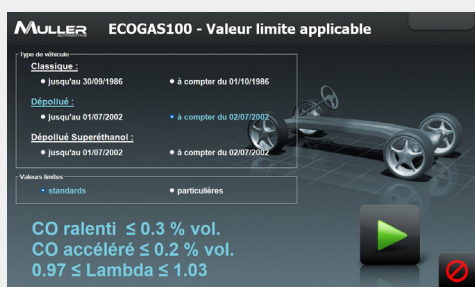 MULLER AUTOMOTIVE
ECOGAS100 - Valeur limite applicable
Type de véhicule
Classique :
jusqu'au 30/09/1986 à compter du 01/10/1986
Dépollué :
jusqu'au 01/07/2002 à compter du 02/07/2002
Dépollué Superéthanol :
jusqu'au 01/07/2002 à compter du 02/07/2002
Valeurs limites
standards particulières
CO ralenti ≤ 0.3 % vol.
CO accéléré ≤ 0.2 % vol.
0.97 ≤ Lambda ≤ 1.03